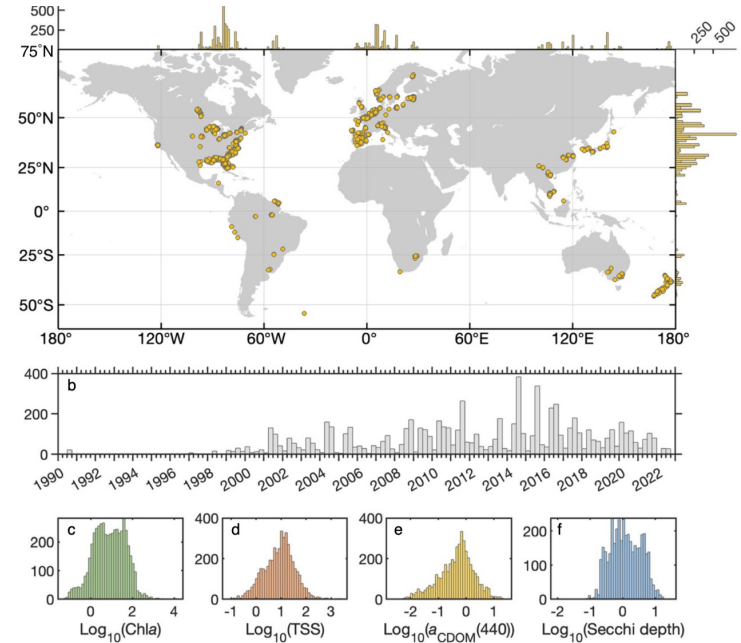 500
250
250
500
75°N
50°N
25°N
0°
25°S
50°S
180° 120°W 60°W 0° 60°E 120°E 180°
b
400
200
0
1990 1992 1994 1996 1998 2000 2002 2004 2006 2008 2010 2012 2014 2016 2018 2020 2022
c
200
100
0
0 2 4
Log10(Chla)
d
400
200
0
-1 0 1 2 3
Log10(TSS)
e
400
200
0
-2 -1 0 1
Log10(aCDOM(440))
f
200
100
0
-2 -1 0 1 2
Log10(Secchi depth)